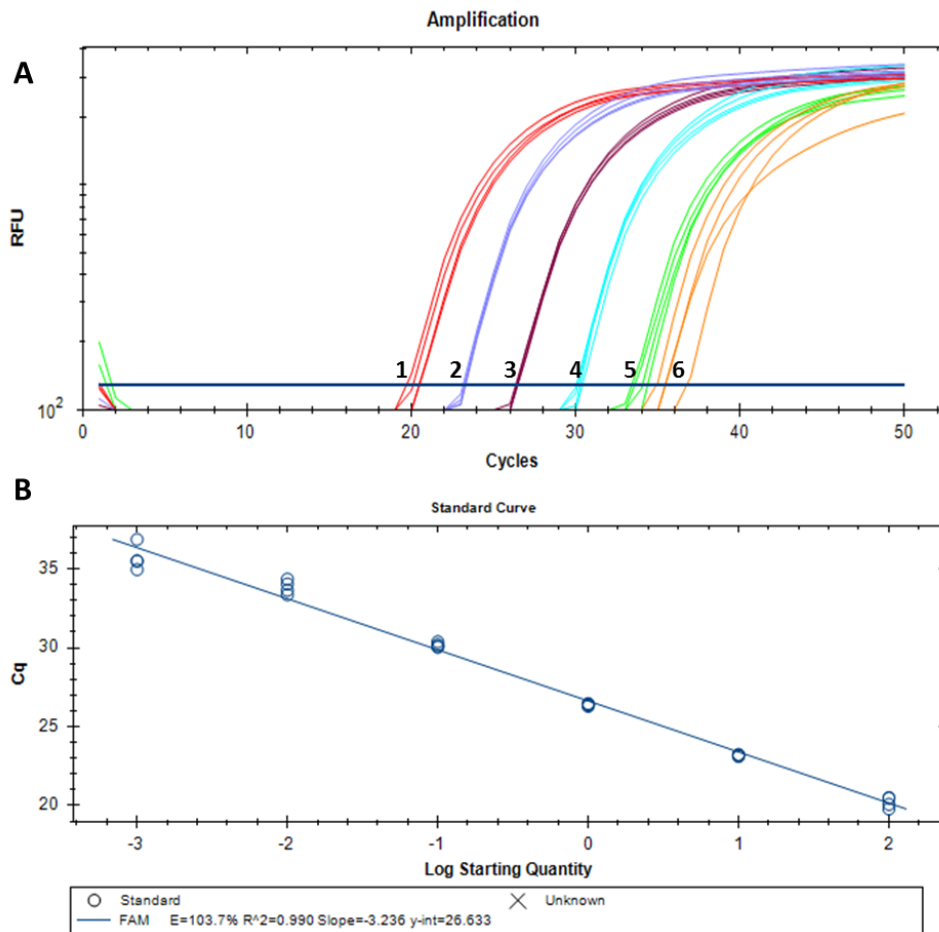 Amplification
A
RFU
1 2 3 4 5 6
10²
0 10 20 30 40 50
Cycles
B
Standard Curve
Cq
35
30
25
20
-3 -2 -1 0 1 2
Log Starting Quantity
Standard Unknown
FAM E=103.7% R^2=0.990 Slope=-3.236 y-int=26.633